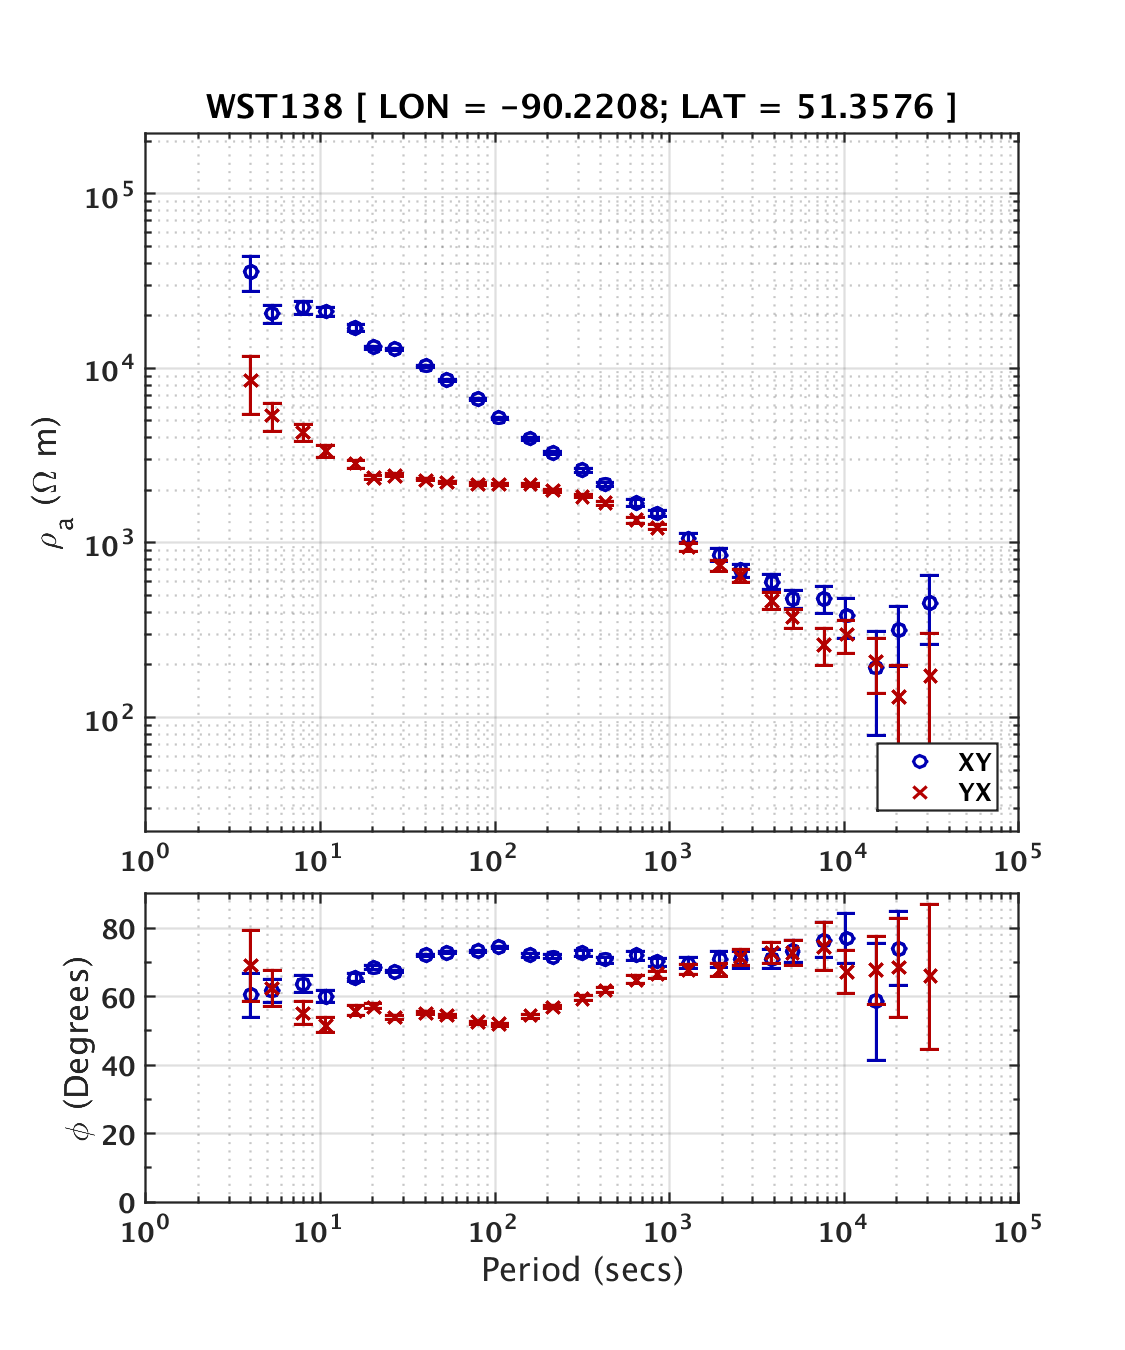 WST138 [ LON = −90.2208; LAT = 51.3576 ]
10^5
10^4
10^3
10^2
ρa (Ω m)
XY
YX
10^0 10^1 10^2 10^3 10^4 10^5
80
60
40
20
0
ϕ (Degrees)
10^0 10^1 10^2 10^3 10^4 10^5
Period (secs)